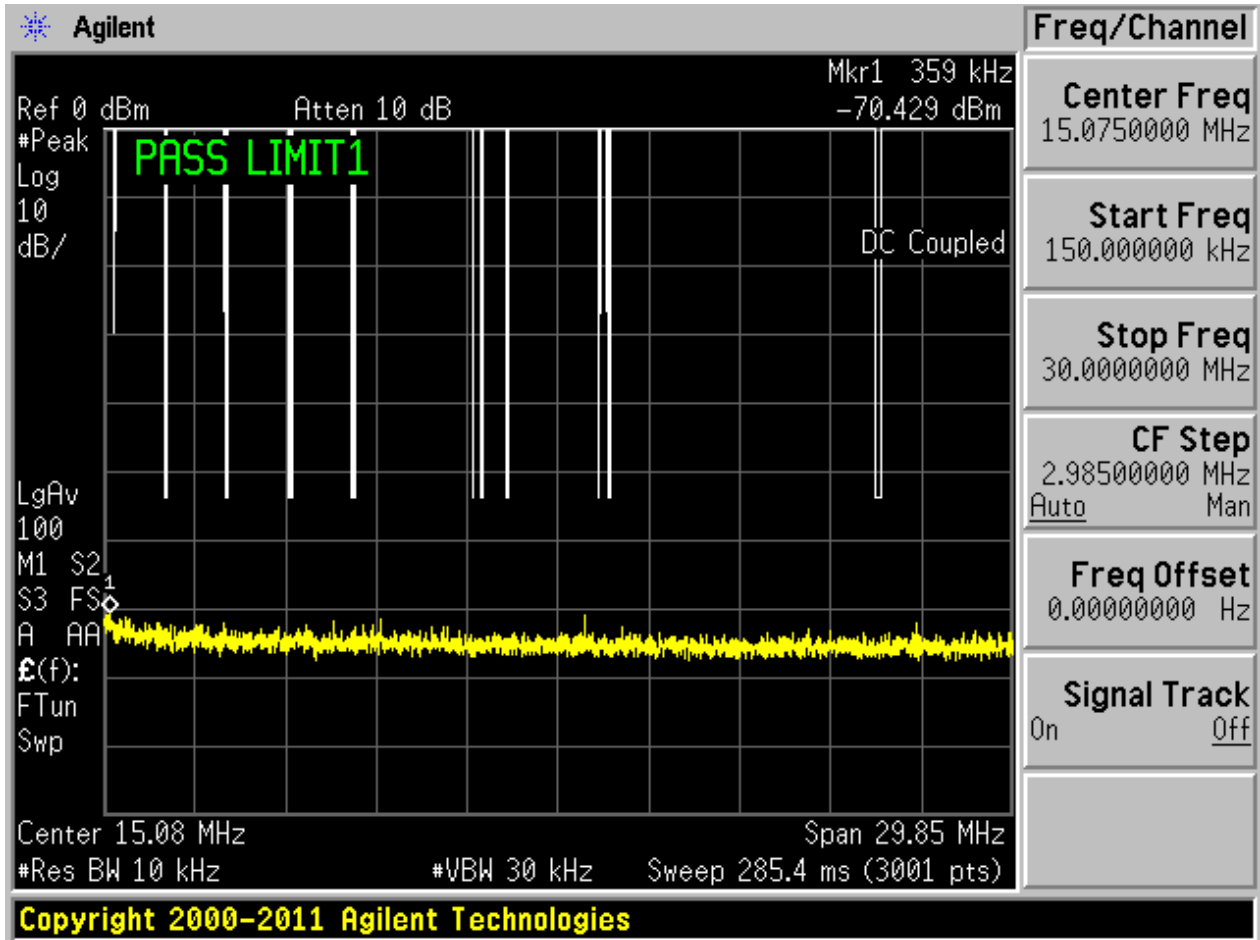 Agilent
Freq/Channel
Mkr1 359 kHz
Ref 0 dBm Atten 10 dB -70.429 dBm
#Peak
Log
10
dB/
PASS LIMIT1
DC Coupled
LgAv
100
M1 S2
S3 FS
A AA
£(f):
FTun
Swp
1
Center 15.08 MHz Span 29.85 MHz
#Res BW 10 kHz #VBW 30 kHz Sweep 285.4 ms (3001 pts)
Center Freq
15.0750000 MHz
Start Freq
150.000000 kHz
Stop Freq
30.0000000 MHz
CF Step
2.98500000 MHz
Auto Man
Freq Offset
0.00000000 Hz
Signal Track
On Off
Copyright 2000-2011 Agilent Technologies